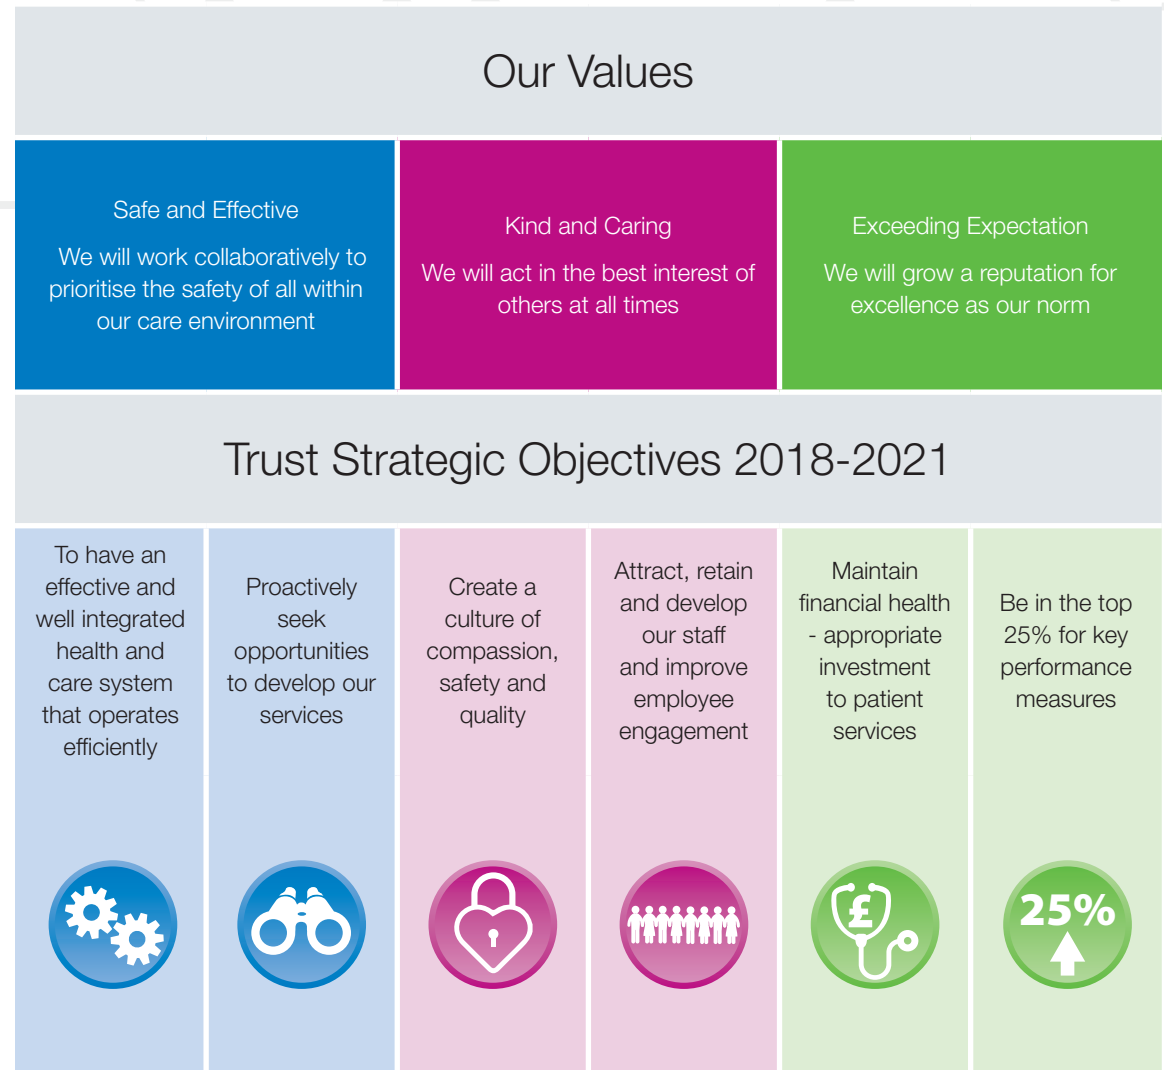 Our Values
Safe and Effective
We will work collaboratively to
prioritise the safety of all within
our care environment
Kind and Caring
We will act in the best interest of
others at all times
Exceeding Expectation
We will grow a reputation for
excellence as our norm
Trust Strategic Objectives 2018-2021
To have an
effective and
well integrated
health and
care system
that operates
efficiently
Proactively
seek
opportunities
to develop our
services
Create a
culture of
compassion,
safety and
quality
Attract, retain
and develop
our staff
and improve
employee
engagement
Maintain
financial health
- appropriate
investment
to patient
services
Be in the top
25% for key
performance
measures
£
25%